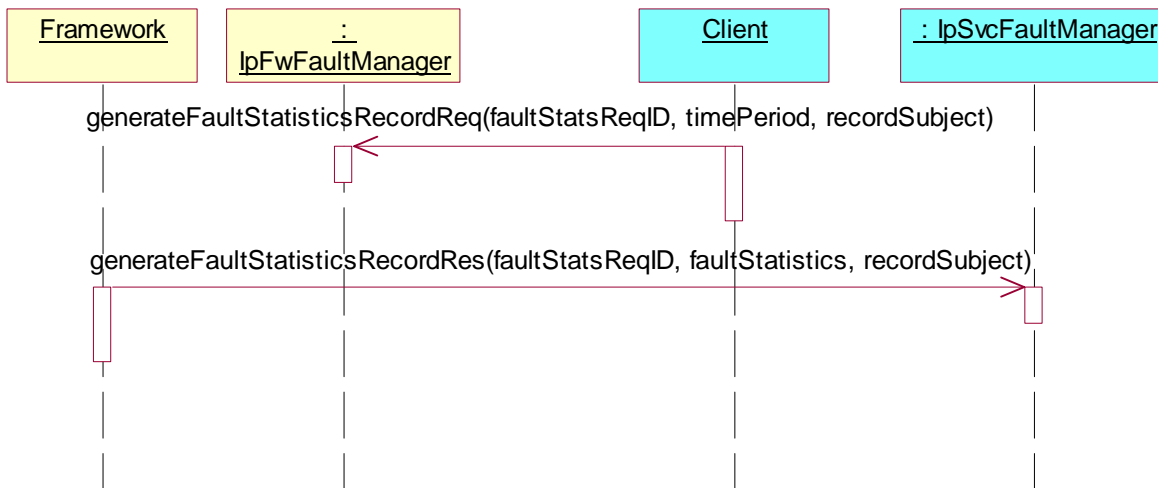 Framework
:
IpFwFaultManager
Client
: IpSvcFaultManager
generateFaultStatisticsRecordReq(faultStatsReqID, timePeriod, recordSubject)
generateFaultStatisticsRecordRes(faultStatsReqID, faultStatistics, recordSubject)